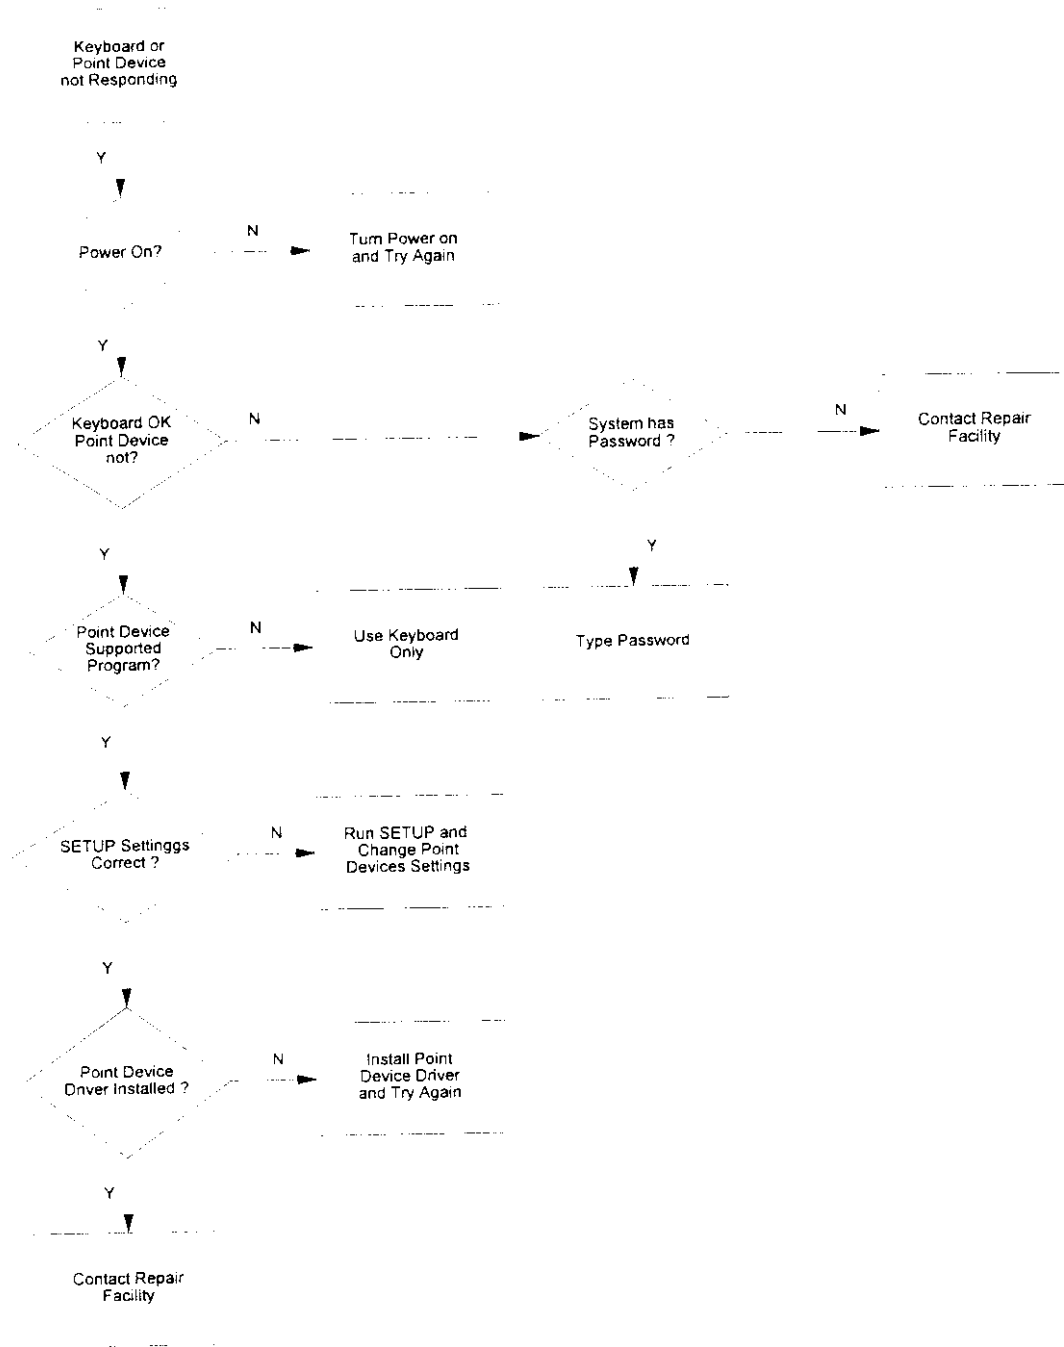 Keyboard or
Point Device
not Responding
Y
Power On?
N
Turn Power on
and Try Again
Y
Keyboard OK
Point Device
not?
N
System has
Password ?
N
Contact Repair
Facility
Y
Y
Point Device
Supported
Program?
N
Use Keyboard
Only
Type Password
Y
SETUP Settinggs
Correct ?
N
Run SETUP and
Change Point
Devices Settings
Y
Point Device
Driver Installed ?
N
Install Point
Device Driver
and Try Again
Y
Contact Repair
Facility